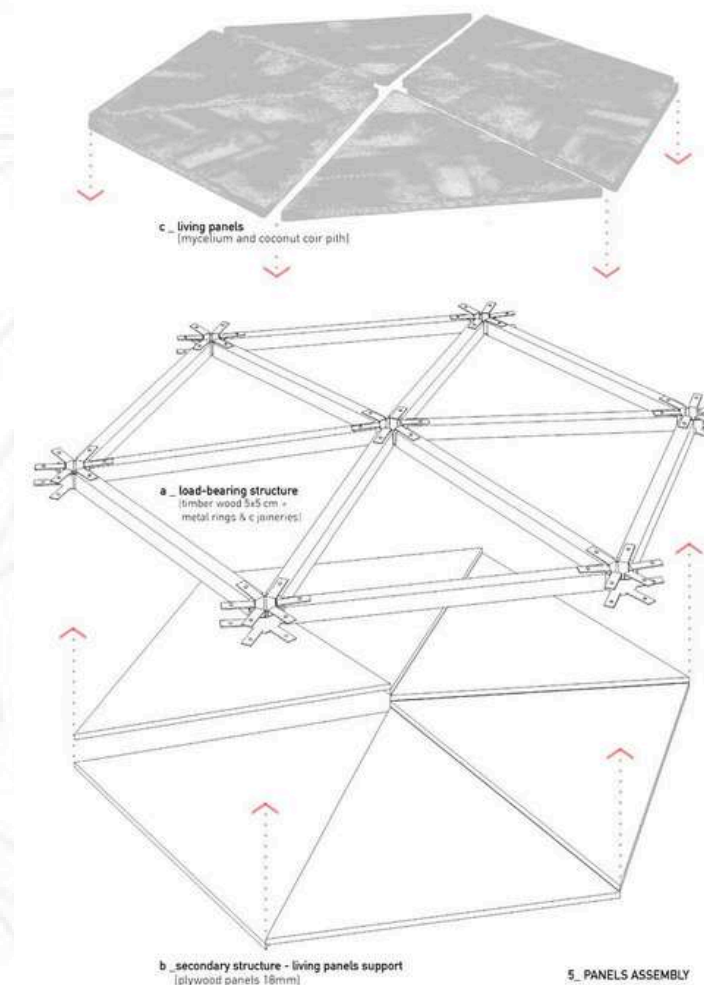 c _ living panels
[mycelium and coconut coir pith]
a _ load-bearing structure
[timber wood 5x5 cm +
metal rings & c joineries]
b _secondary structure - living panels support
[plywood panels 18mm]
5_ PANELS ASSEMBLY